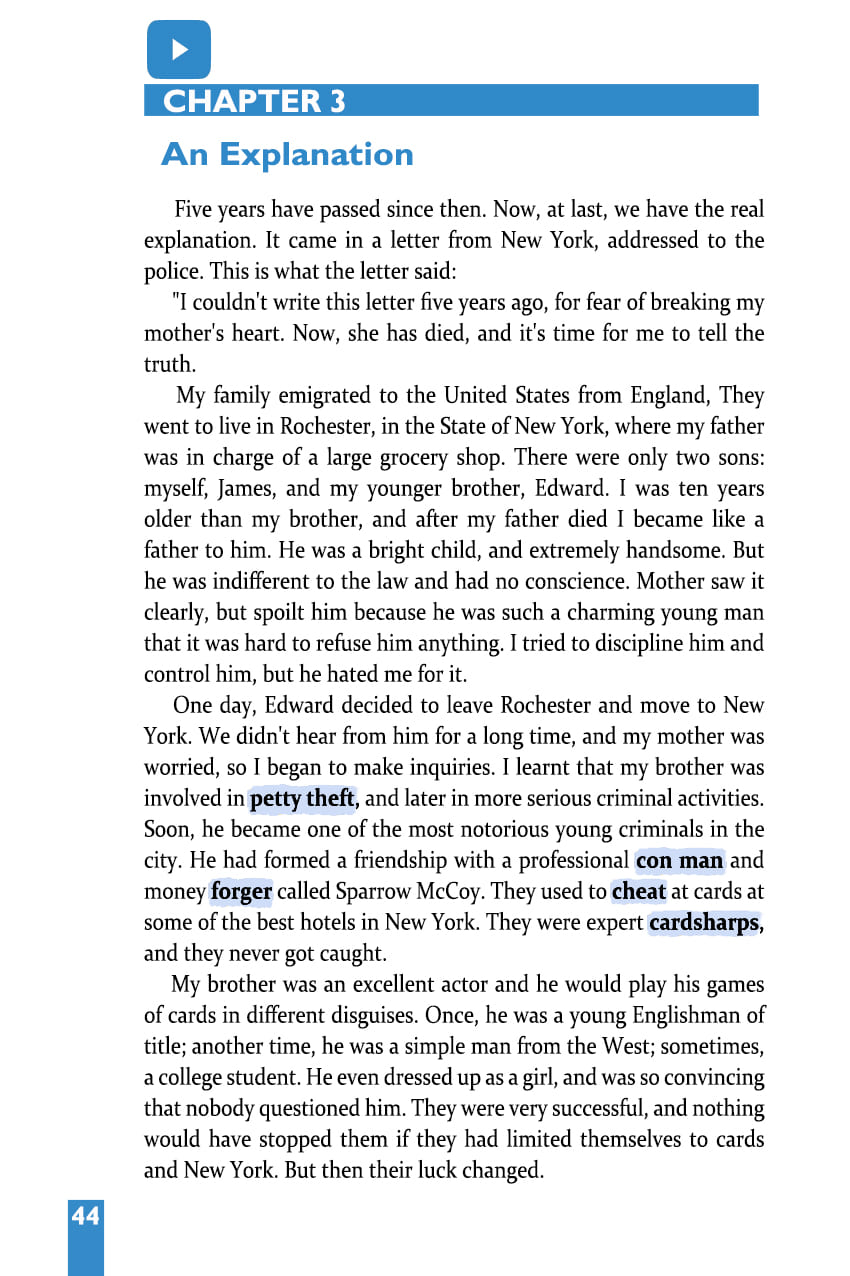 CHAPTER 3
An Explanation
Five years have passed since then. Now, at last, we have the real
explanation. It came in a letter from New York, addressed to the
police. This is what the letter said:
"I couldn't write this letter five years ago, for fear of breaking my
mother's heart. Now, she has died, and it's time for me to tell the
truth.
My family emigrated to the United States from England, They
went to live in Rochester, in the State of New York, where my father
was in charge of a large grocery shop. There were only two sons:
myself, James, and my younger brother, Edward. I was ten years
older than my brother, and after my father died I became like a
father to him. He was a bright child, and extremely handsome. But
he was indifferent to the law and had no conscience. Mother saw it
clearly, but spoilt him because he was such a charming young man
that it was hard to refuse him anything. I tried to discipline him and
control him, but he hated me for it.
One day, Edward decided to leave Rochester and move to New
York. We didn't hear from him for a long time, and my mother was
worried, so I began to make inquiries. I learnt that my brother was
involved in petty theft, and later in more serious criminal activities.
Soon, he became one of the most notorious young criminals in the
city. He had formed a friendship with a professional con man and
money forger called Sparrow McCoy. They used to cheat at cards at
some of the best hotels in New York. They were expert cardsharps,
and they never got caught.
My brother was an excellent actor and he would play his games
of cards in different disguises. Once, he was a young Englishman of
title; another time, he was a simple man from the West; sometimes,
a college student. He even dressed up as a girl, and was so convincing
that nobody questioned him. They were very successful, and nothing
would have stopped them if they had limited themselves to cards
and New York. But then their luck changed.
44